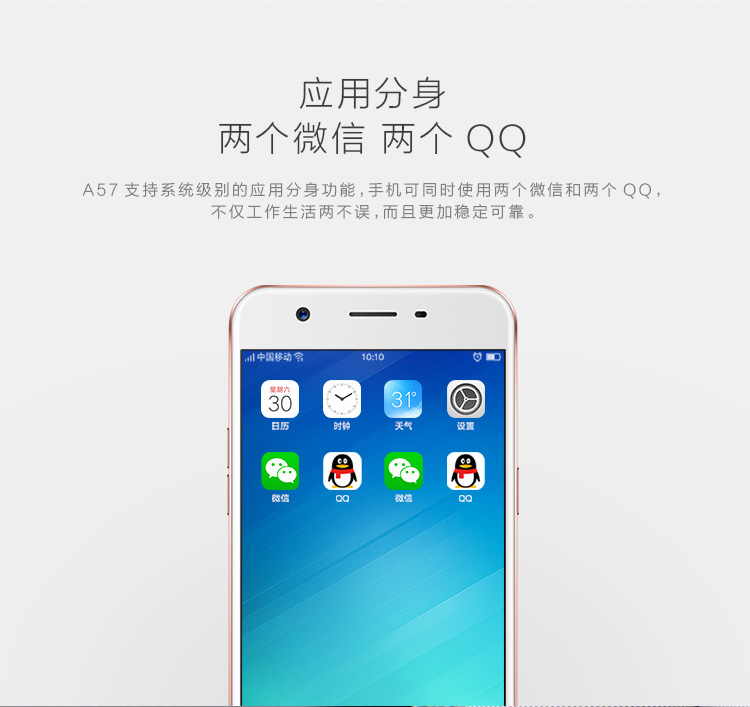 应用分身
两个微信 两个 QQ
A57 支持系统级别的应用分身功能,手机可同时使用两个微信和两个 QQ,
不仅工作生活两不误,而且更加稳定可靠。
中国移动 10:10
星期六
30 31°
日历 时钟 天气 设置
微信 QQ 微信 QQ